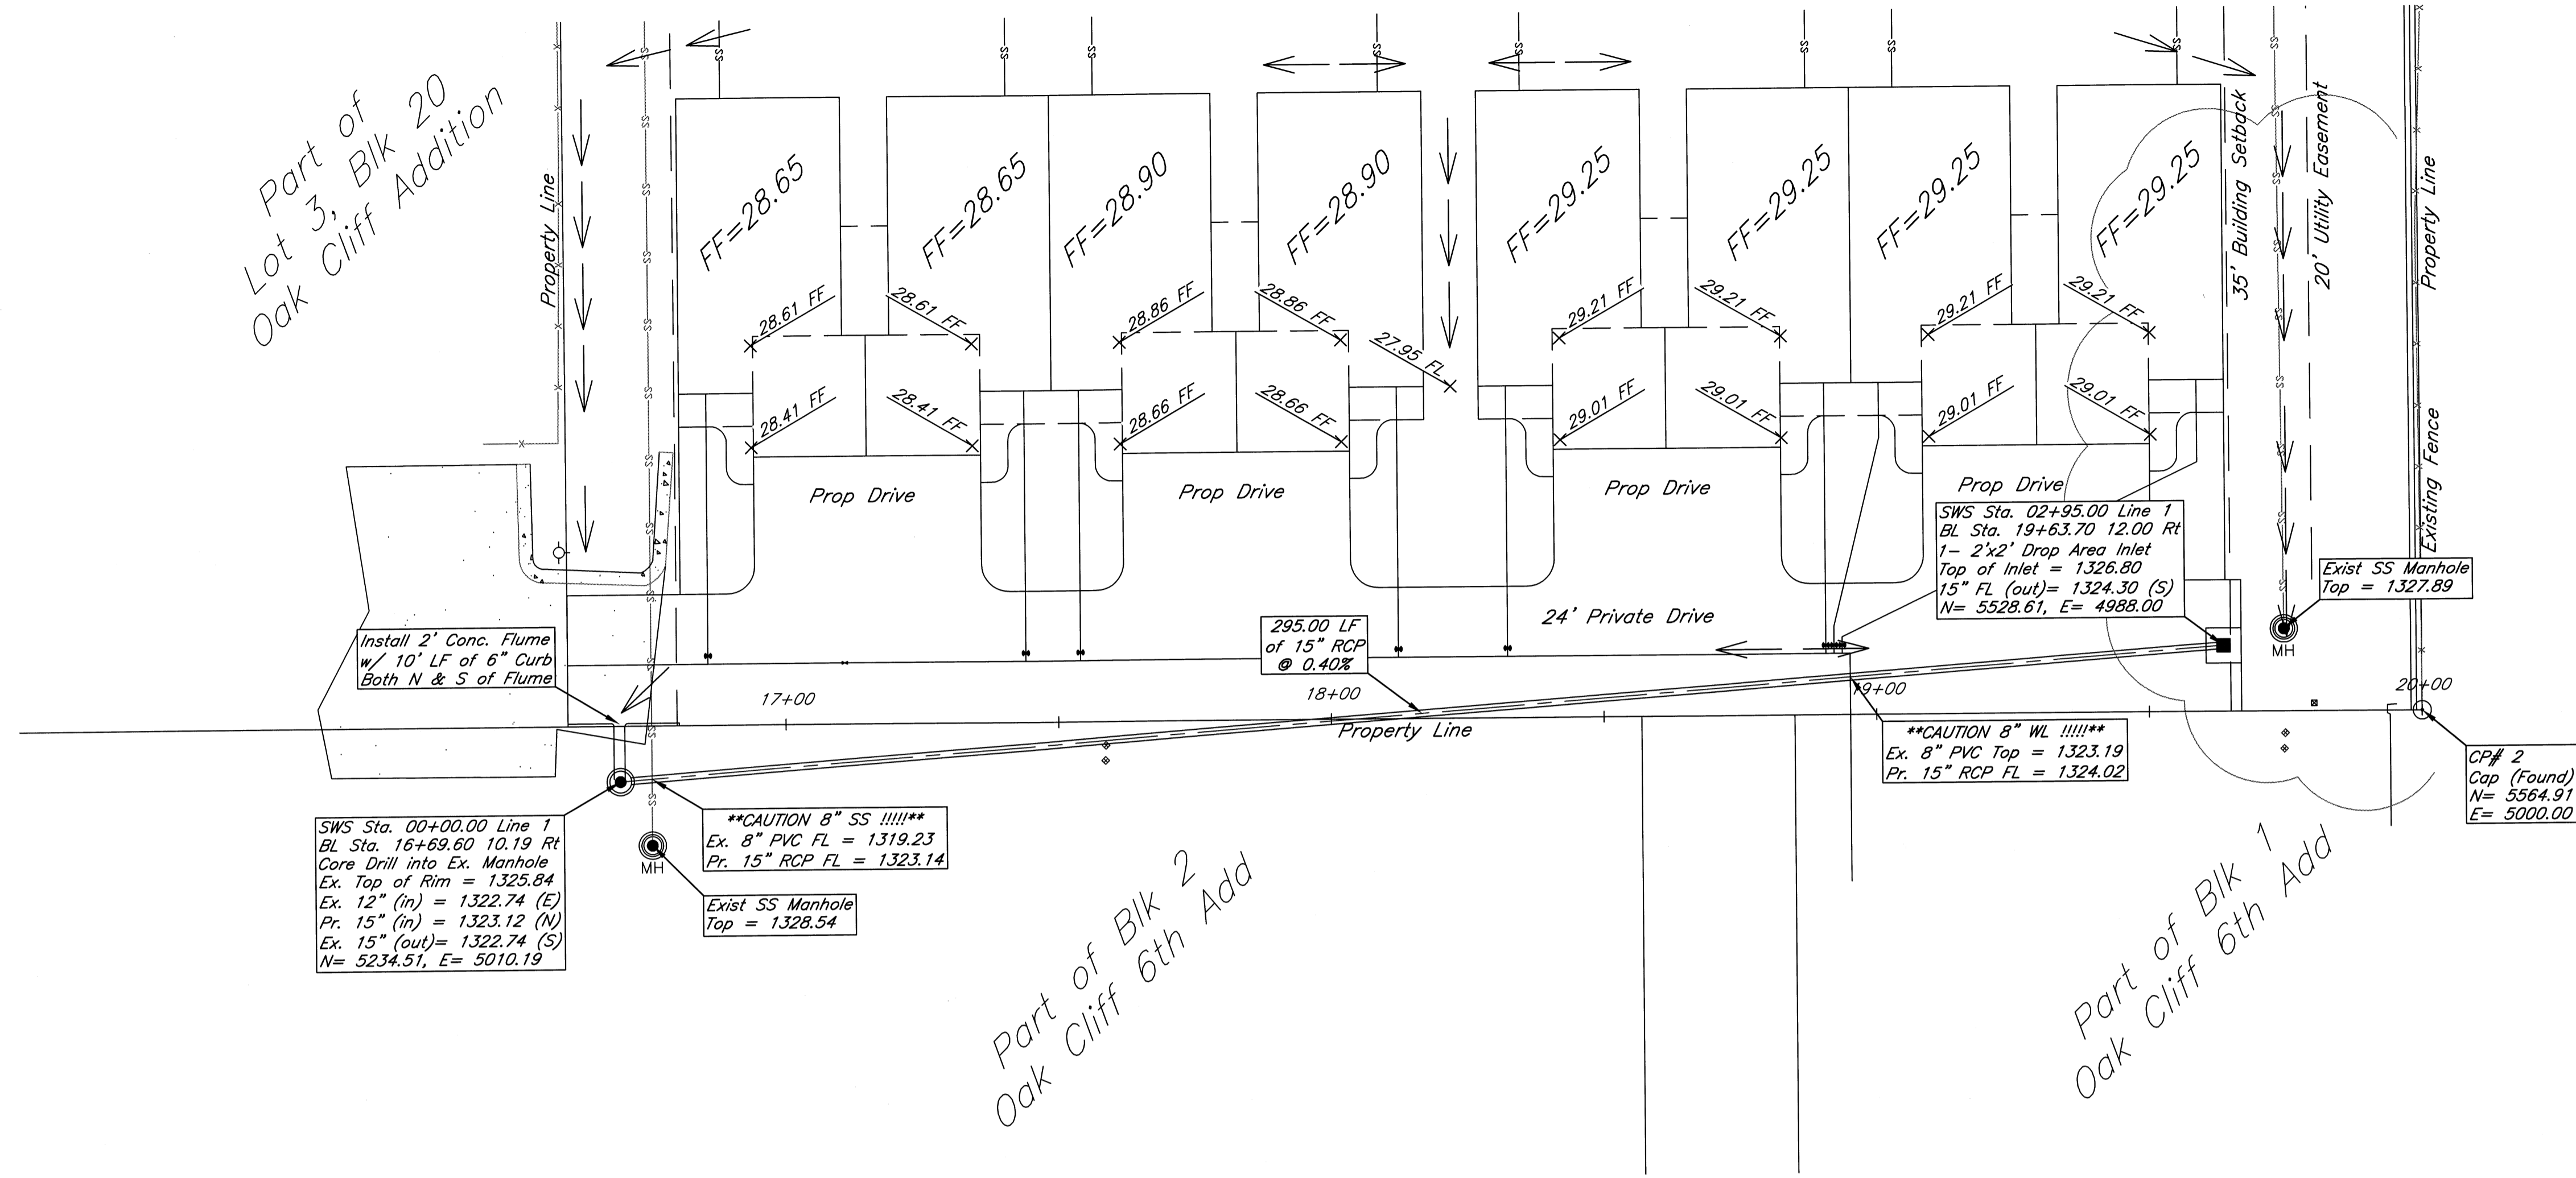 Part of
Lot 3, Blk 20
Oak Cliff Addition
Property Line
SS
SS
SS
SS
SS
SS
SS
SS
SS
SS
FF=28.65
FF=28.65
FF=28.90
FF=28.90
FF=29.25
FF=29.25
FF=29.25
FF=29.25
35' Building Setback
20' Utility Easement
Property Line
Existing Fence
28.61 FF
28.61 FF
28.86 FF
28.86 FF
27.95 FL
29.21 FF
29.21 FF
29.21 FF
29.21 FF
28.41 FF
28.41 FF
28.66 FF
28.66 FF
29.01 FF
29.01 FF
29.01 FF
29.01 FF
Prop Drive
Prop Drive
Prop Drive
Prop Drive
SWS Sta. 02+95.00 Line 1
BL Sta. 19+63.70 12.00 Rt
1- 2'x2' Drop Area Inlet
Top of Inlet = 1326.80
15" FL (out)= 1324.30 (S)
N= 5528.61, E= 4988.00
Exist SS Manhole
Top = 1327.89
MH
24' Private Drive
295.00 LF
of 15" RCP
@ 0.40%
Install 2' Conc. Flume
w/ 10' LF of 6" Curb
Both N & S of Flume
17+00
18+00
19+00
20+00
Property Line
**CAUTION 8" WL !!!!!**
Ex. 8" PVC Top = 1323.19
Pr. 15" RCP FL = 1324.02
CP# 2
Cap (Found)
N= 5564.91
E= 5000.00
SWS Sta. 00+00.00 Line 1
BL Sta. 16+69.60 10.19 Rt
Core Drill into Ex. Manhole
Ex. Top of Rim = 1325.84
Ex. 12" (in) = 1322.74 (E)
Pr. 15" (in) = 1323.12 (N)
Ex. 15" (out)= 1322.74 (S)
N= 5234.51, E= 5010.19
**CAUTION 8" SS !!!!!**
Ex. 8" PVC FL = 1319.23
Pr. 15" RCP FL = 1323.14
MH
Exist SS Manhole
Top = 1328.54
Part of Blk 2
Oak Cliff 6th Add
Part of Blk 1
Oak Cliff 6th Add